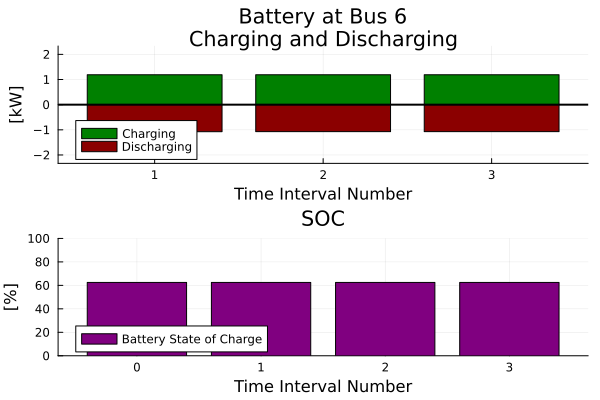 Battery at Bus 6
Charging and Discharging
2
1
0
−1
−2
[kW]
Charging
Discharging
1 2 3
Time Interval Number
SOC
100
80
60
40
20
0
[%]
Battery State of Charge
0 1 2 3
Time Interval Number